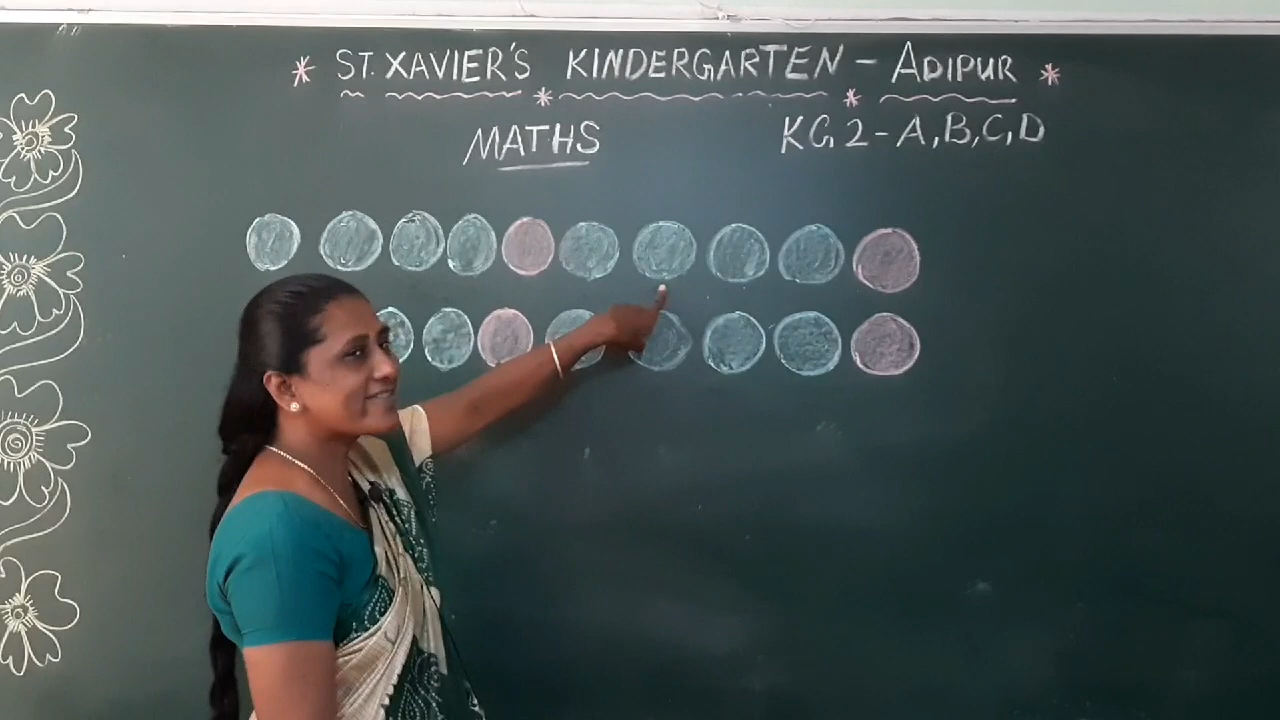 * ST. XAVIER'S KINDERGARTEN - ADIPUR *
MATHS
KG 2 - A, B, C, D